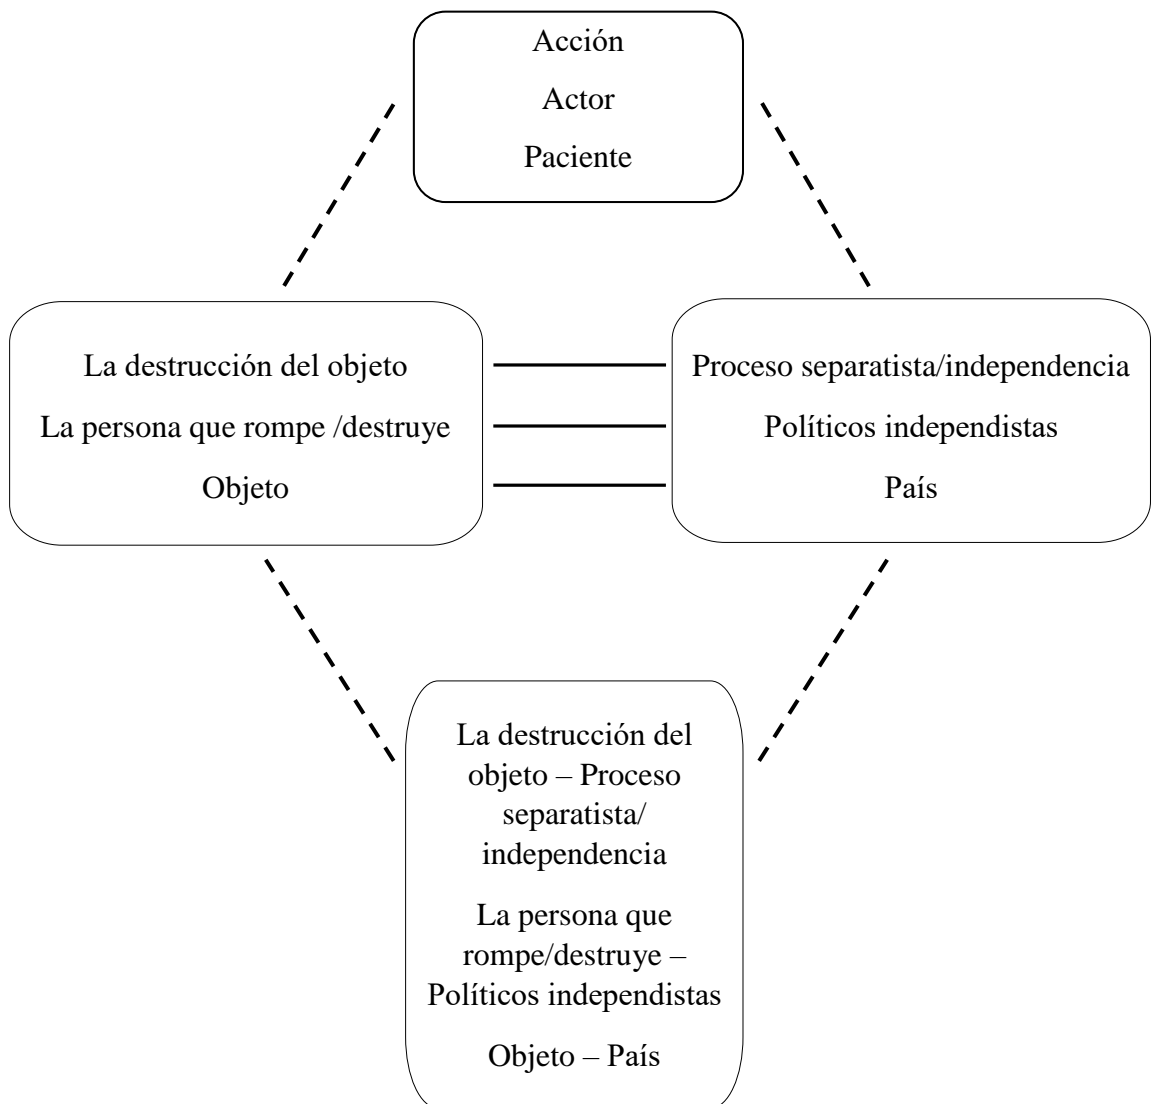 Acción
Actor
Paciente
La destrucción del objeto
La persona que rompe /destruye
Objeto
Proceso separatista/independencia
Políticos independistas
País
La destrucción del
objeto – Proceso
separatista/
independencia
La persona que
rompe/destruye –
Políticos independistas
Objeto – País